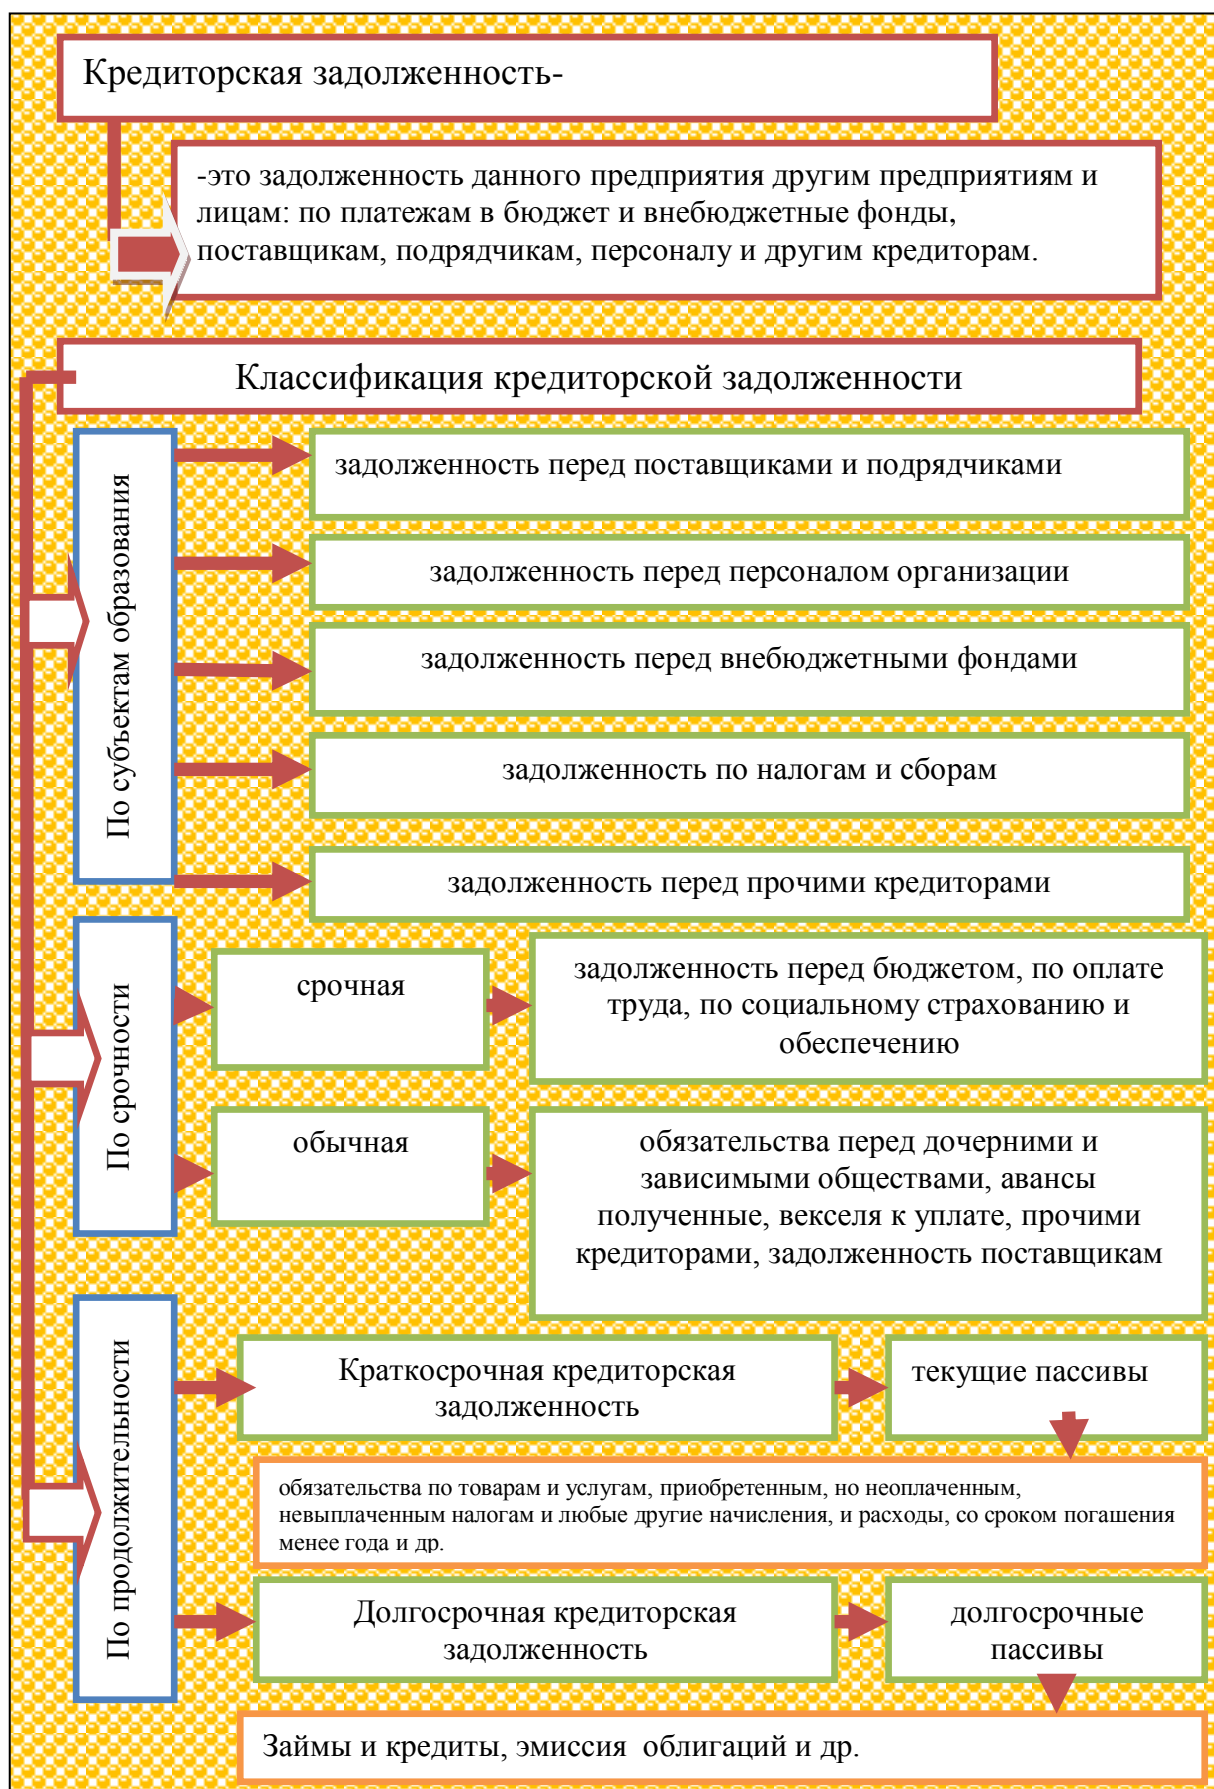 Кредиторская задолженность-
-это задолженность данного предприятия другим предприятиям и
лицам: по платежам в бюджет и внебюджетные фонды,
поставщикам, подрядчикам, персоналу и другим кредиторам.
Классификация кредиторской задолженности
По субъектам образования
задолженность перед поставщиками и подрядчиками
задолженность перед персоналом организации
задолженность перед внебюджетными фондами
задолженность по налогам и сборам
задолженность перед прочими кредиторами
По срочности
срочная
задолженность перед бюджетом, по оплате
труда, по социальному страхованию и
обеспечению
обычная
обязательства перед дочерними и
зависимыми обществами, авансы
полученные, векселя к уплате, прочими
кредиторами, задолженность поставщикам
По продолжительности
Краткосрочная кредиторская
задолженность
текущие пассивы
обязательства по товарам и услугам, приобретенным, но неоплаченным,
невыплаченным налогам и любые другие начисления, и расходы, со сроком погашения
менее года и др.
Долгосрочная кредиторская
задолженность
долгосрочные
пассивы
Займы и кредиты, эмиссия  облигаций и др.